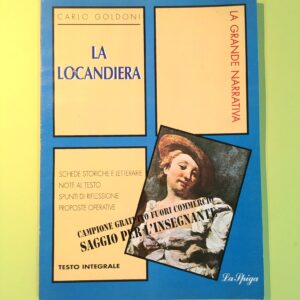 CARLO GOLDONI
LA
LOCANDIERA
LA GRANDE NARRATIVA
SCHEDE STORICHE E LETTERARIE
NOTE AL TESTO
SPUNTI DI RIFLESSIONE
PROPOSTE OPERATIVE
CAMPIONE GRATUITO FUORI COMMERCIO
SAGGIO PER L'INSEGNANTE
TESTO INTEGRALE
La Spiga